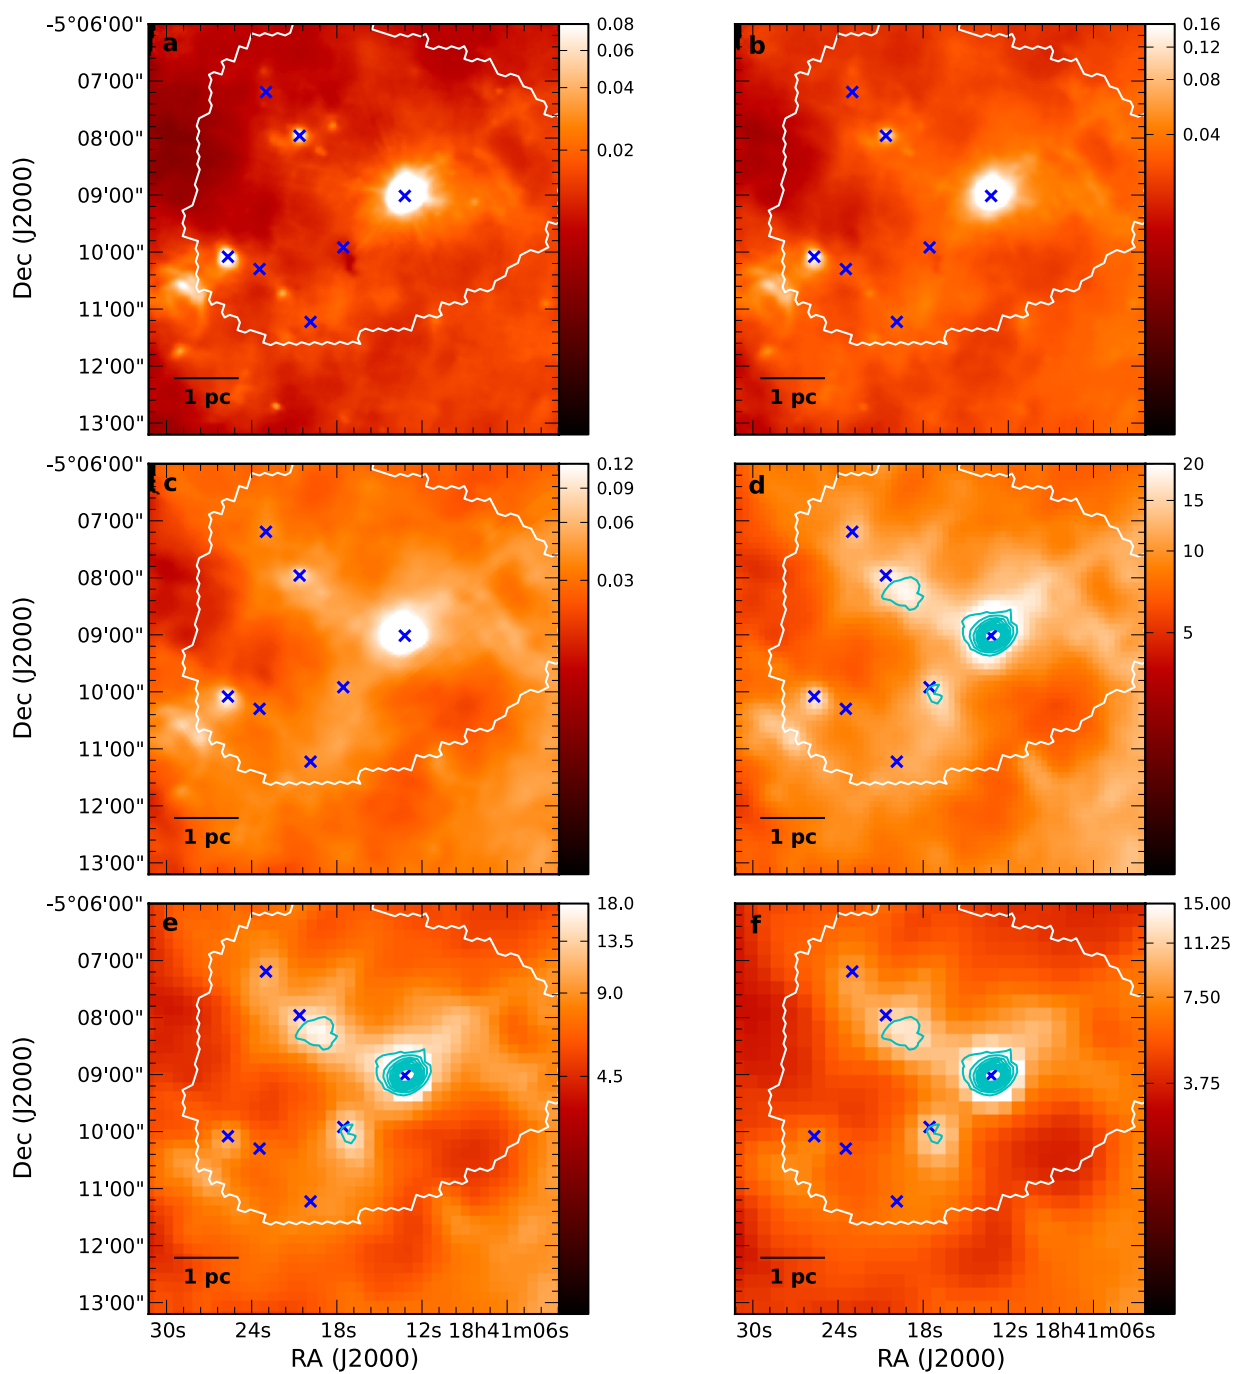 -5°06'00"
07'00"
08'00"
09'00"
10'00"
11'00"
12'00"
13'00"
Dec (J2000)
a
1 pc
0.08
0.06
0.04
0.02
b
1 pc
0.16
0.12
0.08
0.04
-5°06'00"
07'00"
08'00"
09'00"
10'00"
11'00"
12'00"
13'00"
Dec (J2000)
c
1 pc
0.12
0.09
0.06
0.03
d
1 pc
20
15
10
5
-5°06'00"
07'00"
08'00"
09'00"
10'00"
11'00"
12'00"
13'00"
Dec (J2000)
e
1 pc
18.0
13.5
9.0
4.5
30s 24s 18s 12s 18h41m06s
RA (J2000)
f
1 pc
15.00
11.25
7.50
3.75
30s 24s 18s 12s 18h41m06s
RA (J2000)